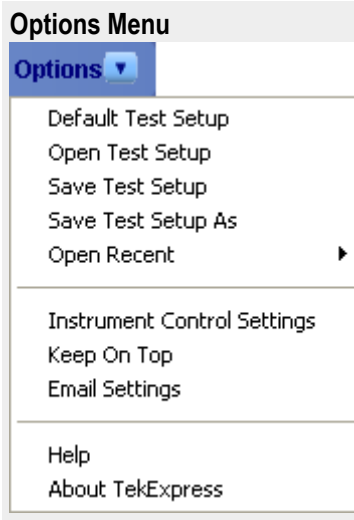 Options Menu
Options
Default Test Setup
Open Test Setup
Save Test Setup
Save Test Setup As
Open Recent
Instrument Control Settings
Keep On Top
Email Settings
Help
About TekExpress